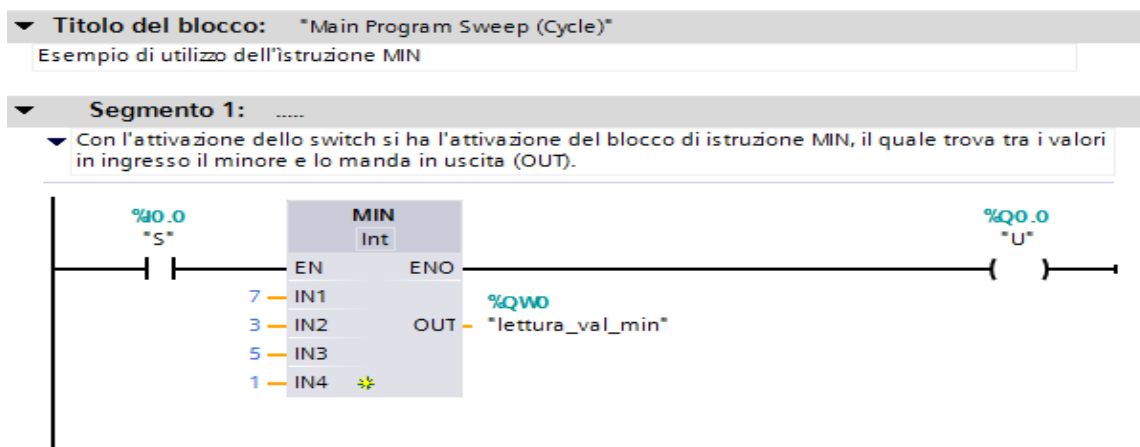 Titolo del blocco: "Main Program Sweep (Cycle)"
Esempio di utilizzo dell'istruzione MIN
Segmento 1: .....
Con l'attivazione dello switch si ha l'attivazione del blocco di istruzione MIN, il quale trova tra i valori
in ingresso il minore e lo manda in uscita (OUT).
%I0.0
"S"
MIN
Int
%Q0.0
"U"
EN ENO
7 IN1
%QW0
3 IN2 OUT "lettura_val_min"
5 IN3
1 IN4